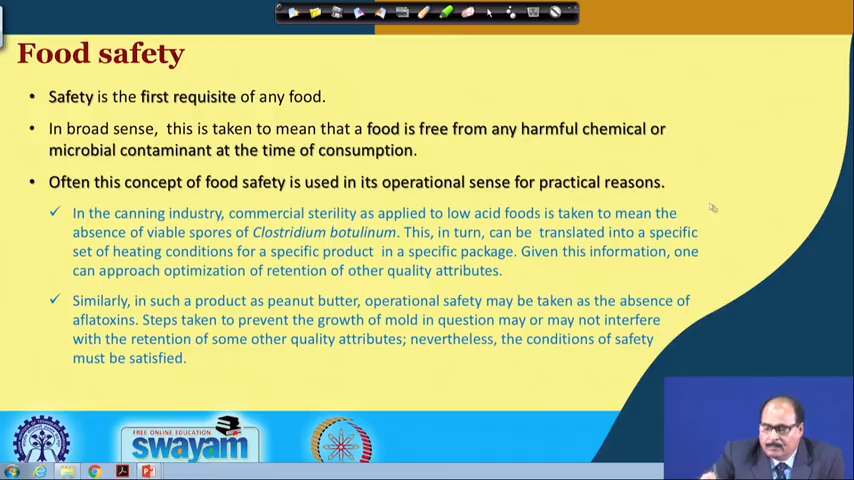 Food safety
• Safety is the first requisite of any food.
• In broad sense, this is taken to mean that a food is free from any harmful chemical or
microbial contaminant at the time of consumption.
• Often this concept of food safety is used in its operational sense for practical reasons.
✓ In the canning industry, commercial sterility as applied to low acid foods is taken to mean the
absence of viable spores of Clostridium botulinum. This, in turn, can be translated into a specific
set of heating conditions for a specific product in a specific package. Given this information, one
can approach optimization of retention of other quality attributes.
✓ Similarly, in such a product as peanut butter, operational safety may be taken as the absence of
aflatoxins. Steps taken to prevent the growth of mold in question may or may not interfere
with the retention of some other quality attributes; nevertheless, the conditions of safety
must be satisfied.
FREE ONLINE EDUCATION
swayam